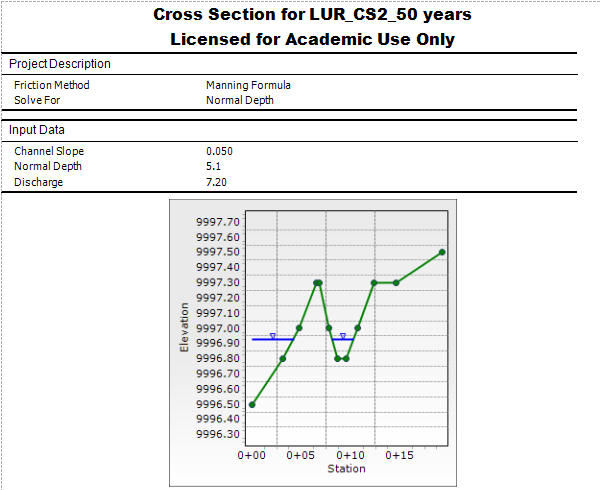 Cross Section for LUR_CS2_50 years
Licensed for Academic Use Only
Project Description
Friction Method Manning Formula
Solve For Normal Depth
Input Data
Channel Slope 0.050
Normal Depth 5.1
Discharge 7.20
9997.70
9997.60
9997.50
9997.40
9997.30
9997.20
9997.10
9997.00
9996.90
9996.80
9996.70
9996.60
9996.50
9996.40
9996.30
Elevation
0+00 0+05 0+10 0+15
Station